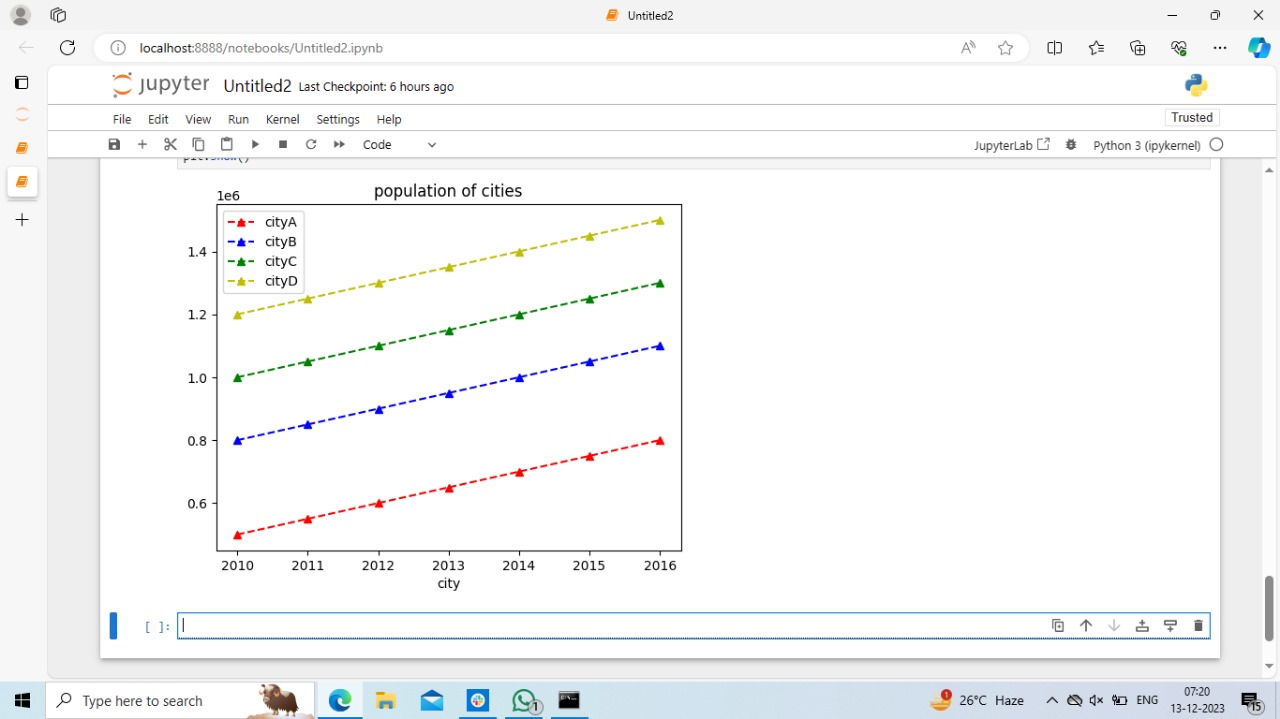 Untitled2
localhost:8888/notebooks/Untitled2.ipynb
jupyter Untitled2 Last Checkpoint: 6 hours ago
File Edit View Run Kernel Settings Help Trusted
Code JupyterLab Python 3 (ipykernel)
population of cities
1e6
cityA
cityB
cityC
cityD
1.4
1.2
1.0
0.8
0.6
2010 2011 2012 2013 2014 2015 2016
city
[ ]:
Type here to search 1 1 26°C Haze ENG 07:20
13-12-2023 15